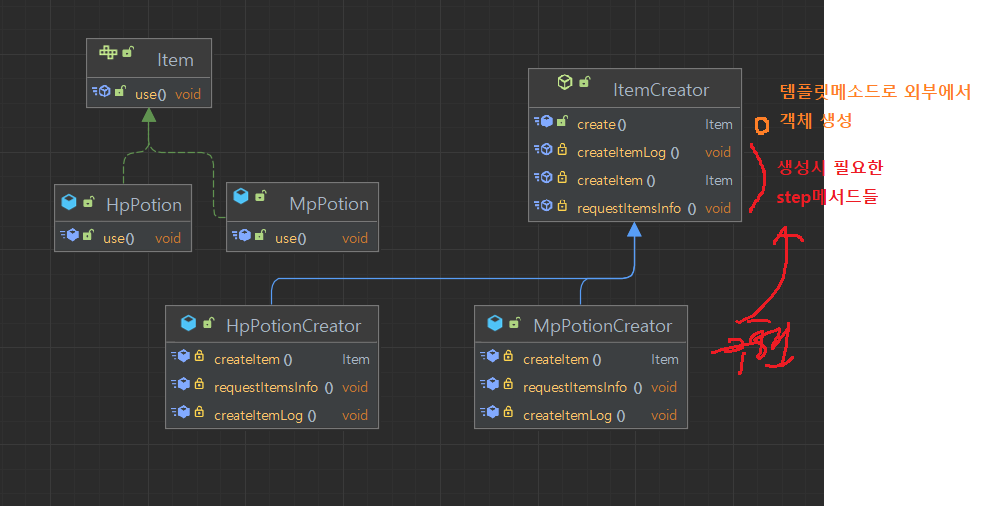 Item
use() void
HpPotion
use() void
MpPotion
use() void
ItemCreator
create() Item
createItemLog () void
createItem () Item
requestItemsInfo () void
템플릿메소드로 외부에서
객체 생성
생성시 필요한
step메서드들
구현
HpPotionCreator
createItem () Item
requestItemsInfo () void
createItemLog () void
MpPotionCreator
createItem () Item
requestItemsInfo () void
createItemLog () void